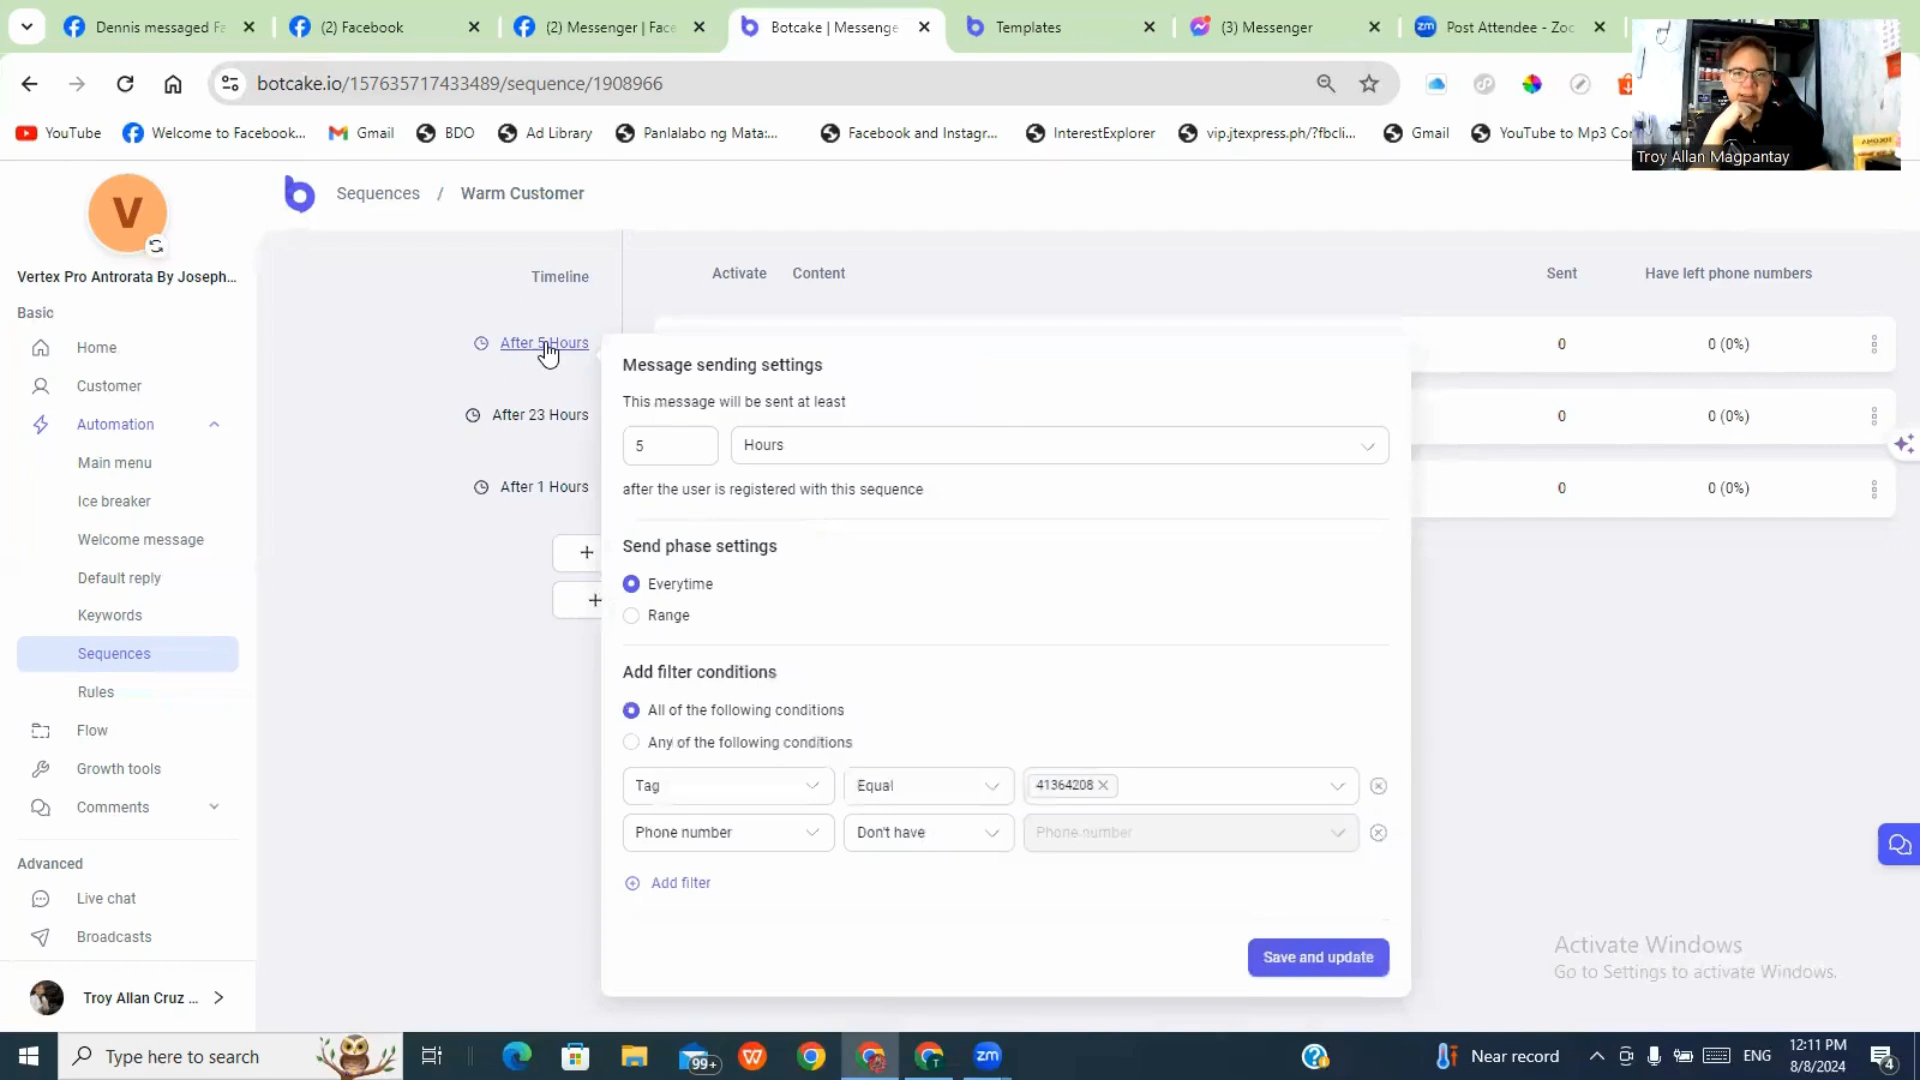 Dennis messaged Fa
(2) Facebook
(2) Messenger | Face
Botcake | Messenge
Templates
(3) Messenger
Post Attendee - Zoo
botcake.io/157635717433489/sequence/1908966
YouTube
Welcome to Facebook...
Gmail
BDO
Ad Library
Panlalabo ng Mata:...
Facebook and Instagr...
InterestExplorer
vip.jtexpress.ph/?fbcli...
Gmail
YouTube to Mp3 Con
Troy Allan Magpantay
V
Vertex Pro Antrorata By Joseph...
Basic
Home
Customer
Automation
Main menu
Ice breaker
Welcome message
Default reply
Keywords
Sequences
Rules
Flow
Growth tools
Comments
Advanced
Live chat
Broadcasts
Troy Allan Cruz ...
Sequences / Warm Customer
Timeline
Activate
Content
Sent
Have left phone numbers
After 5 Hours
0
0 (0%)
After 23 Hours
0
0 (0%)
After 1 Hours
0
0 (0%)
Message sending settings
This message will be sent at least
5
Hours
after the user is registered with this sequence
Send phase settings
Everytime
Range
Add filter conditions
All of the following conditions
Any of the following conditions
Tag
Equal
41364208
Phone number
Don't have
Phone number
Add filter
Save and update
Activate Windows
Go to Settings to activate Windows.
Type here to search
99+
zm
Near record
ENG
12:11 PM
8/8/2024
4